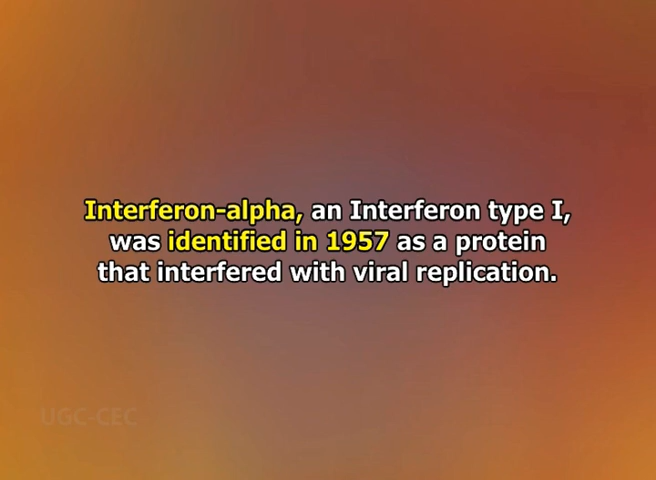 Interferon-alpha, an Interferon type I,
was identified in 1957 as a protein
that interfered with viral replication.
UGC-CEC